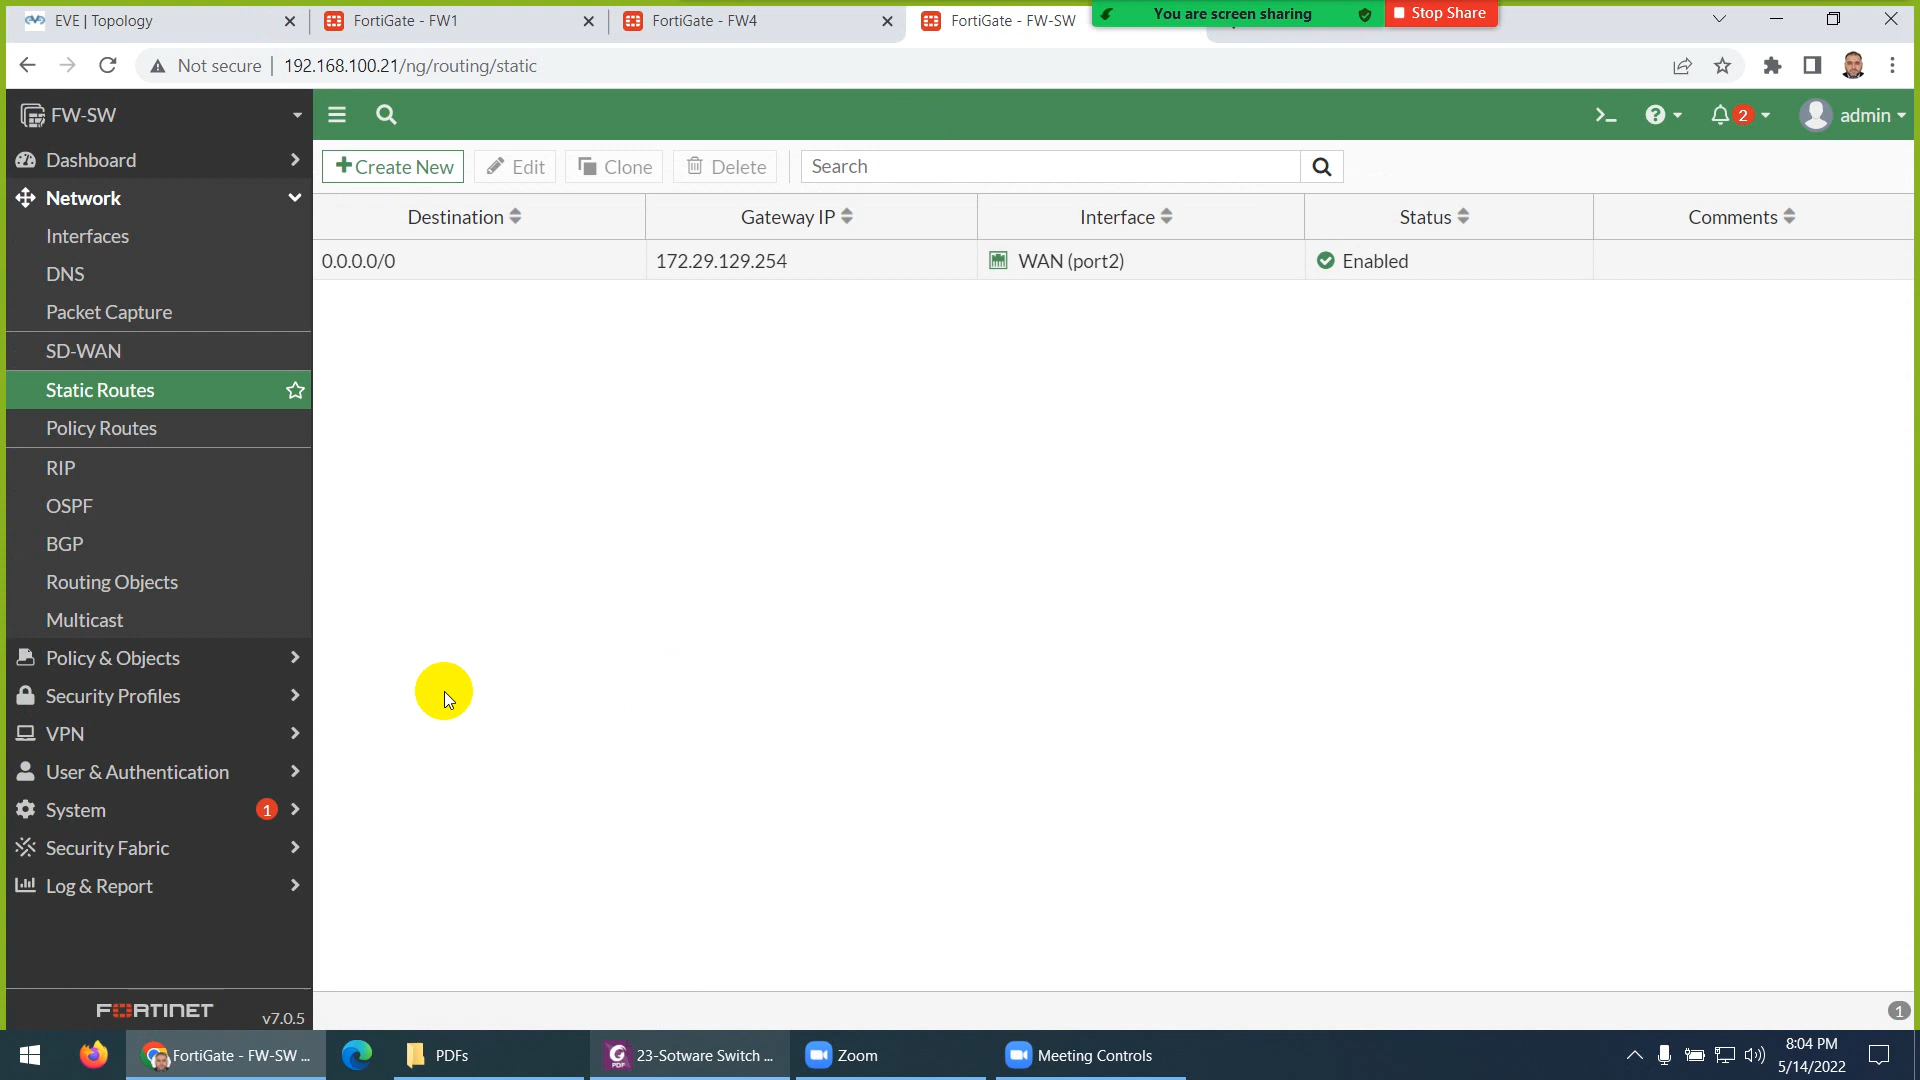 EVE | Topology
FortiGate - FW1
FortiGate - FW4
FortiGate - FW-SW
You are screen sharing
Stop Share
Not secure
192.168.100.21/ng/routing/static
FW-SW
2
admin
Dashboard
Network
Interfaces
DNS
Packet Capture
SD-WAN
Static Routes
Policy Routes
RIP
OSPF
BGP
Routing Objects
Multicast
Policy & Objects
Security Profiles
VPN
User & Authentication
System 1
Security Fabric
Log & Report
FORTINET v7.0.5
Create New Edit Clone Delete Search
Destination Gateway IP Interface Status Comments
0.0.0.0/0 172.29.129.254 WAN (port2) Enabled
1
FortiGate - FW-SW ...
PDFs
23-Sotware Switch ...
Zoom
Meeting Controls
8:04 PM
5/14/2022